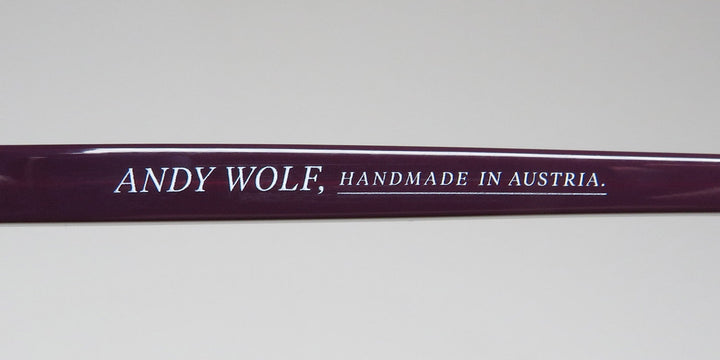 ANDY WOLF, HANDMADE IN AUSTRIA.